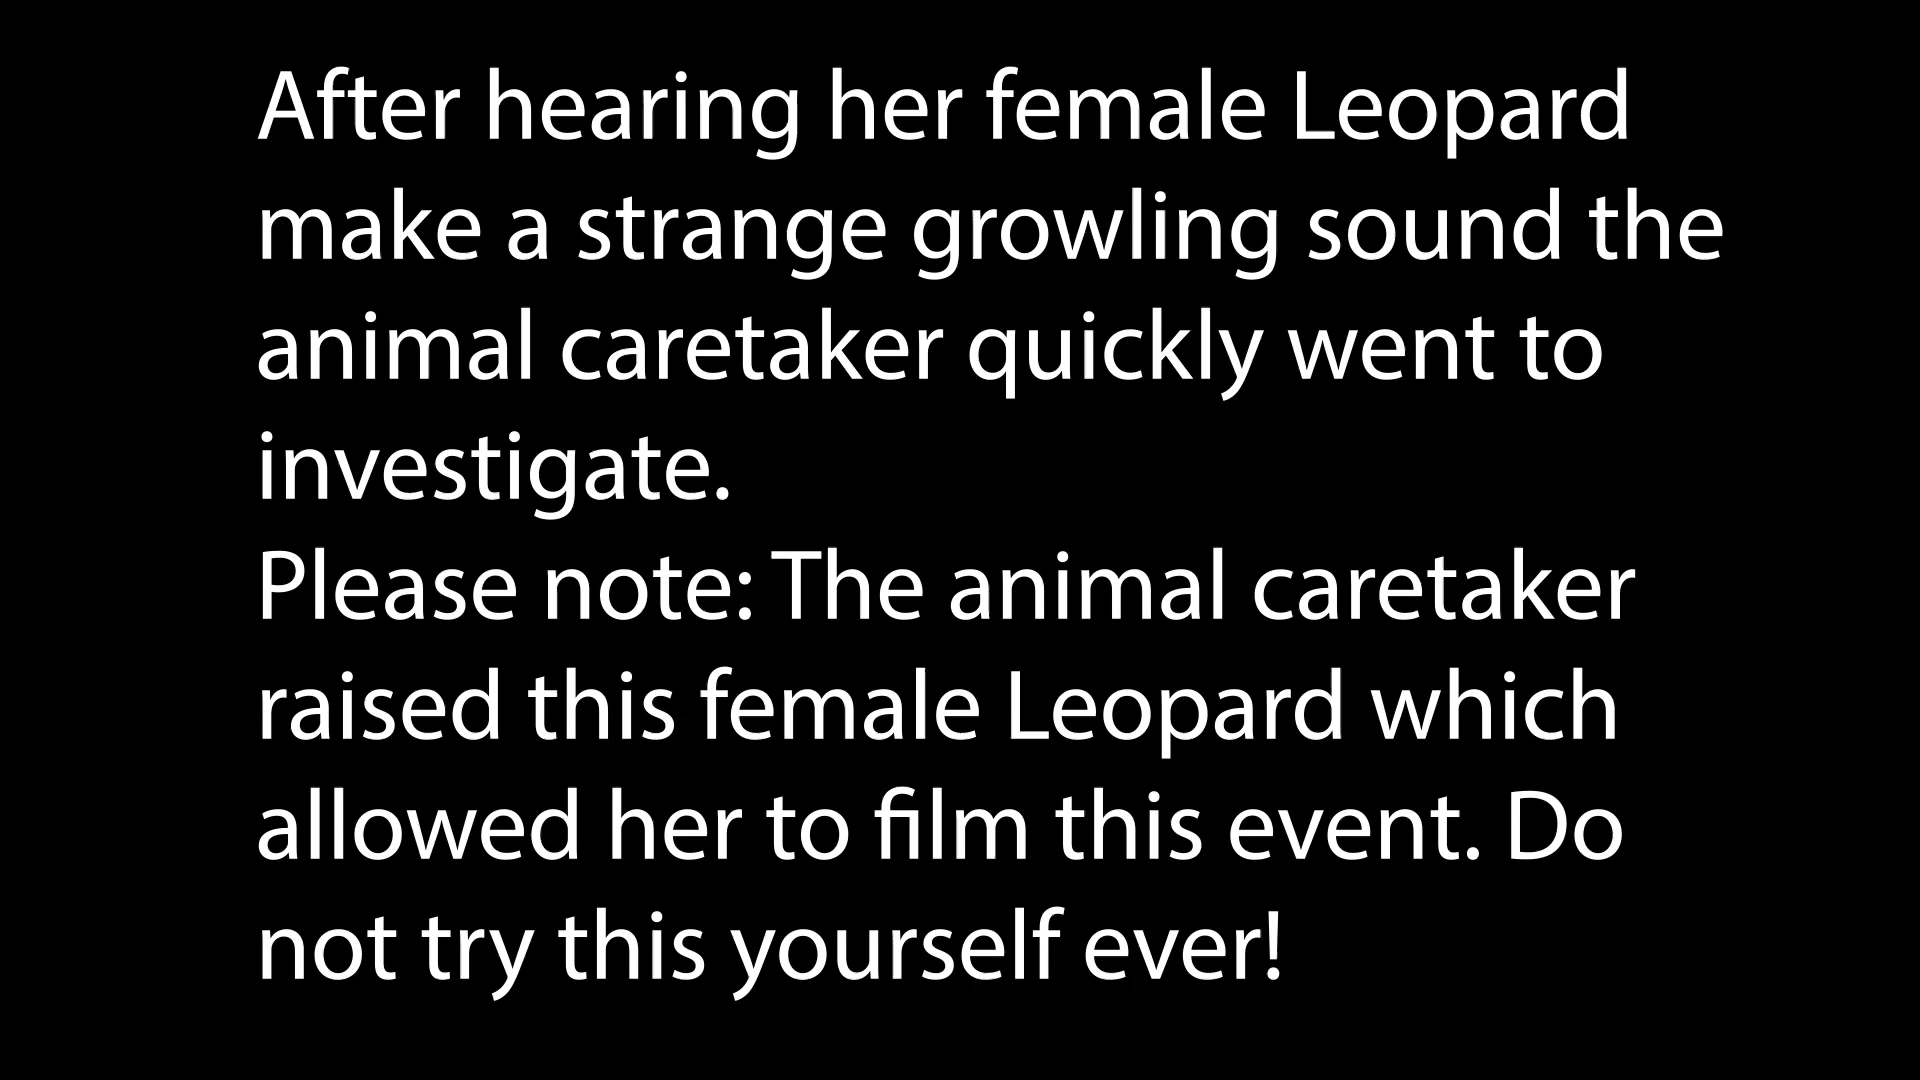 After hearing her female Leopard
make a strange growling sound the
animal caretaker quickly went to
investigate.
Please note: The animal caretaker
raised this female Leopard which
allowed her to film this event. Do
not try this yourself ever!